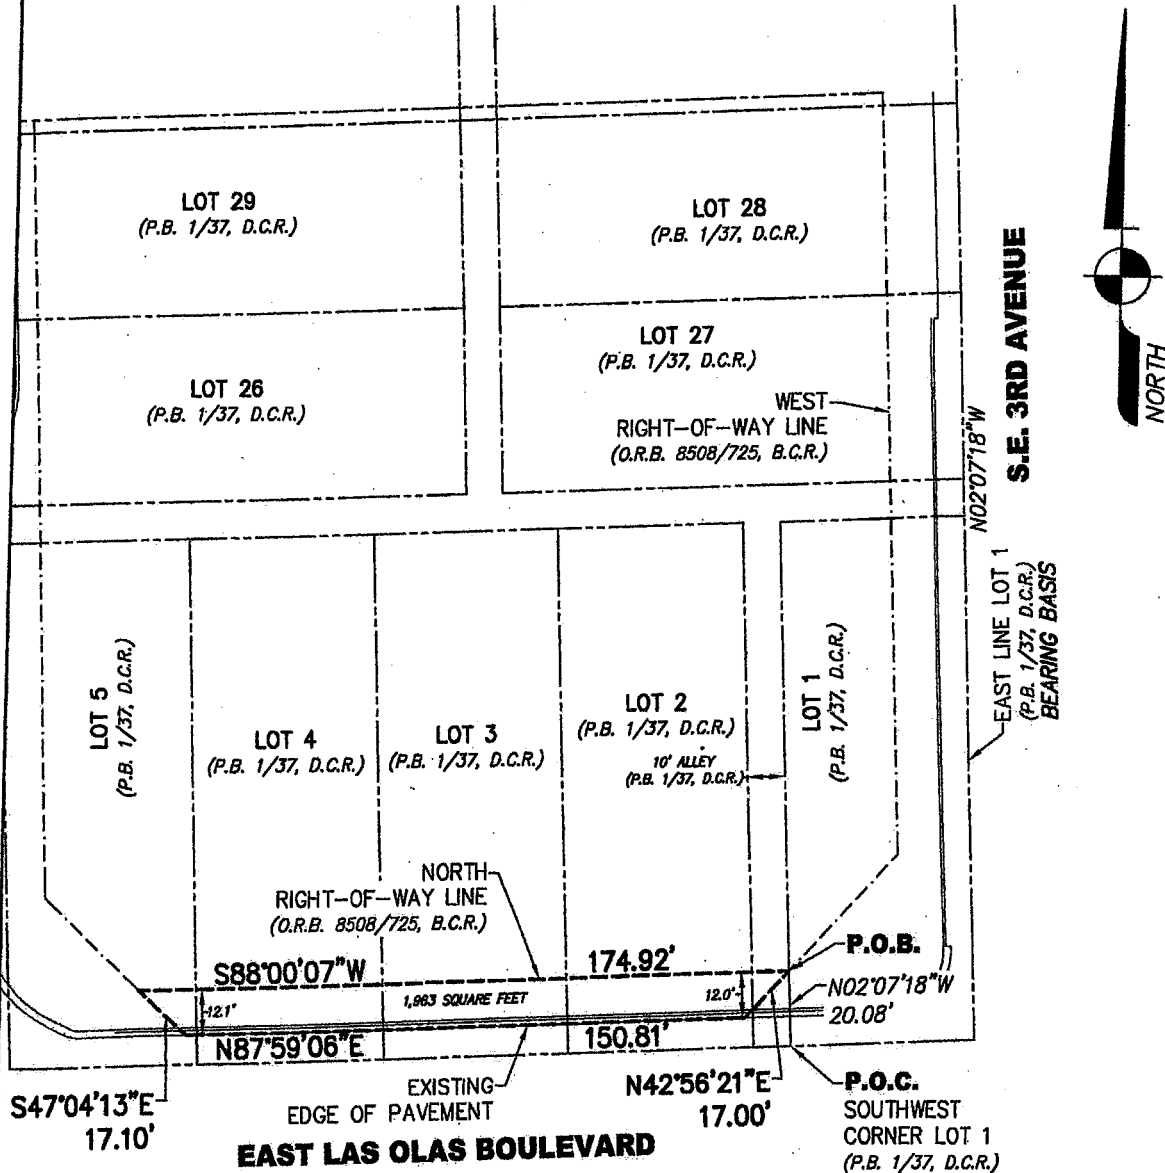 LOT 29
(P.B. 1/37, D.C.R.)
LOT 28
(P.B. 1/37, D.C.R.)
S.E. 3RD AVENUE
NORTH
LOT 27
(P.B. 1/37, D.C.R.)
LOT 26
(P.B. 1/37, D.C.R.)
WEST
RIGHT-OF-WAY LINE
(O.R.B. 8508/725, B.C.R.)
N02°07'18"W
EAST LINE LOT 1
(P.B. 1/37, D.C.R.)
BEARING BASIS
LOT 5
(P.B. 1/37, D.C.R.)
LOT 4
(P.B. 1/37, D.C.R.)
LOT 3
(P.B. 1/37, D.C.R.)
LOT 2
(P.B. 1/37, D.C.R.)
10' ALLEY
(P.B. 1/37, D.C.R.)
LOT 1
(P.B. 1/37, D.C.R.)
NORTH
RIGHT-OF-WAY LINE
(O.R.B. 8508/725, B.C.R.)
S88°00'07"W
174.92'
P.O.B.
12.1'
1,963 SQUARE FEET
12.0'
N02°07'18"W
20.08'
N87°59'06"E
150.81'
S47°04'13"E
17.10'
EXISTING
EDGE OF PAVEMENT
N42°56'21"E
17.00'
P.O.C.
SOUTHWEST
CORNER LOT 1
(P.B. 1/37, D.C.R.)
EAST LAS OLAS BOULEVARD